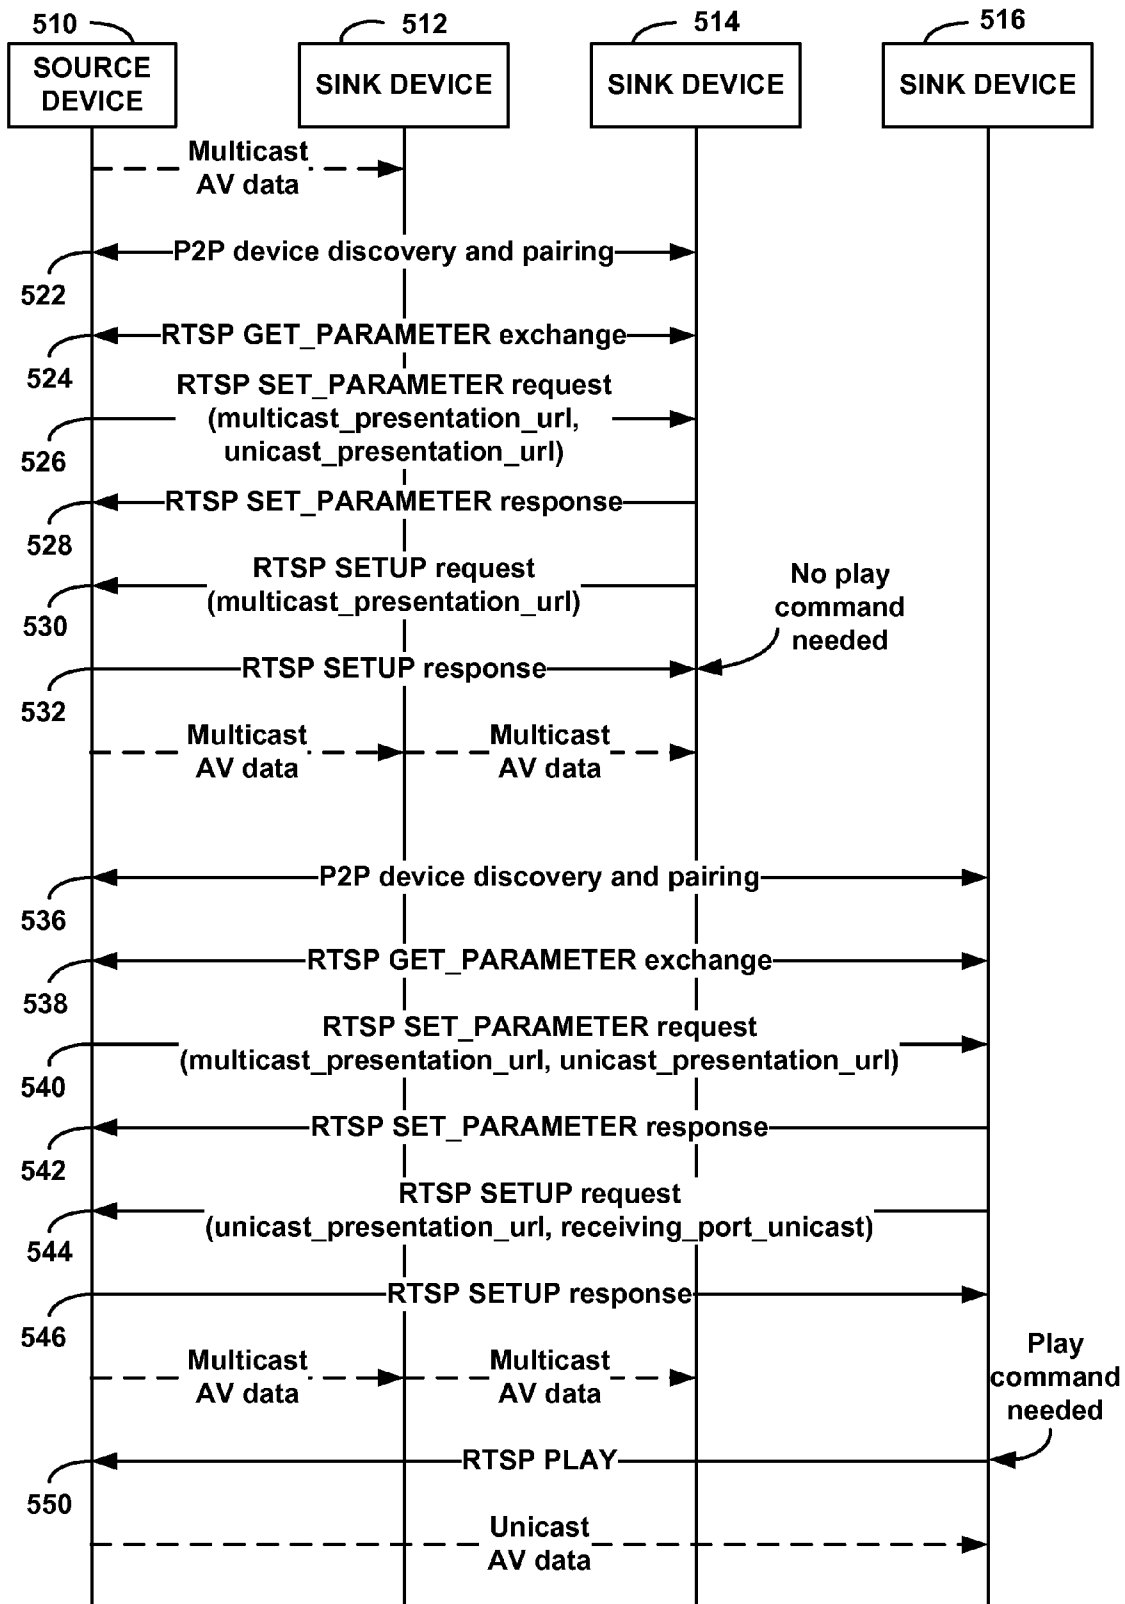 510
512
514
516
SOURCE
DEVICE
SINK DEVICE
SINK DEVICE
SINK DEVICE
Multicast
AV data
P2P device discovery and pairing
522
RTSP GET_PARAMETER exchange
524
RTSP SET_PARAMETER request
(multicast_presentation_url,
unicast_presentation_url)
526
RTSP SET_PARAMETER response
528
RTSP SETUP request
(multicast_presentation_url)
530
No play
command
needed
RTSP SETUP response
532
Multicast
AV data
Multicast
AV data
P2P device discovery and pairing
536
RTSP GET_PARAMETER exchange
538
RTSP SET_PARAMETER request
(multicast_presentation_url, unicast_presentation_url)
540
RTSP SET_PARAMETER response
542
RTSP SETUP request
(unicast_presentation_url, receiving_port_unicast)
544
RTSP SETUP response
546
Multicast
AV data
Multicast
AV data
Play
command
needed
RTSP PLAY
550
Unicast
AV data